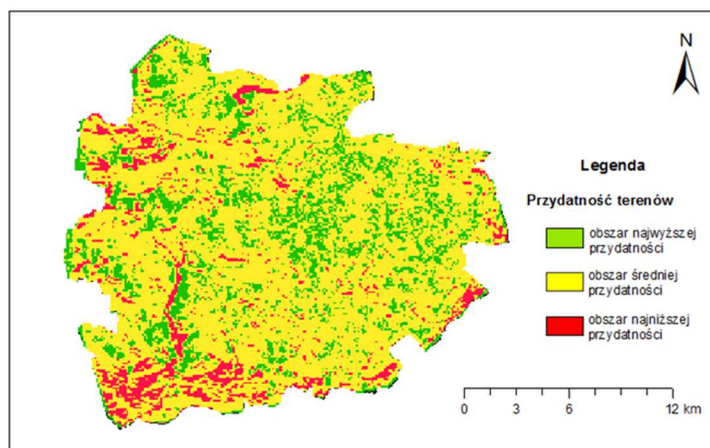 N
Legenda
Przydatność terenów
obszar najwyższej
przydatności
obszar średniej
przydatności
obszar najniższej
przydatności
0 3 6 12 km